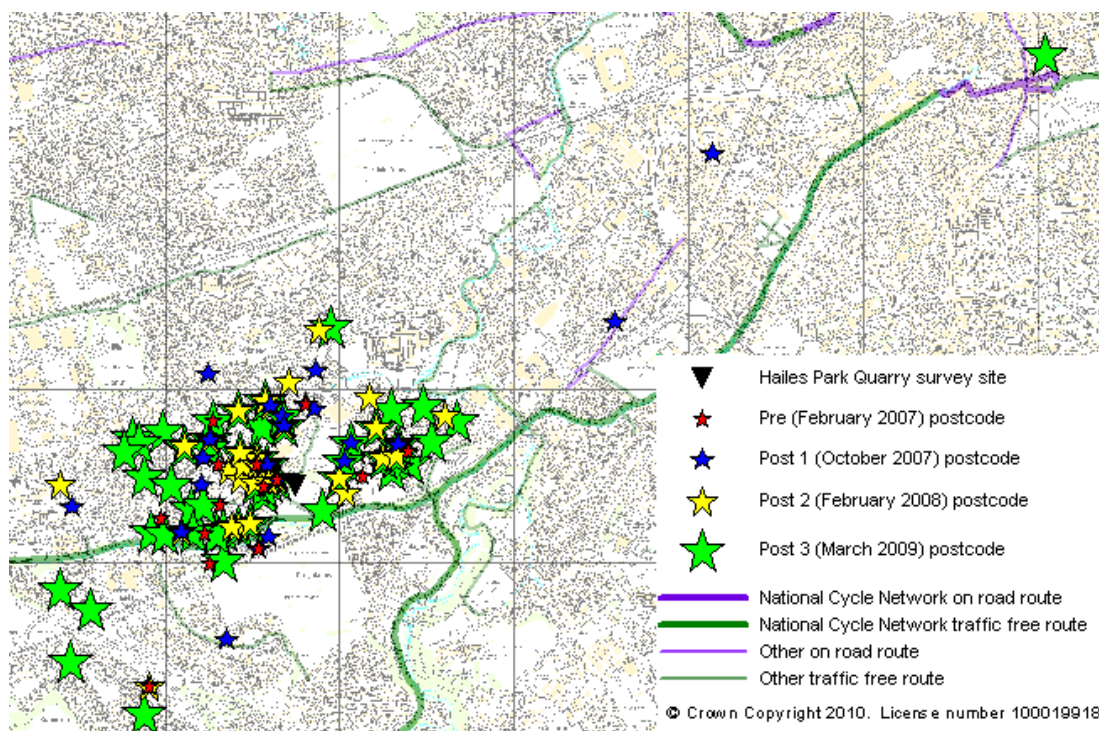 Hailes Park Quarry survey site
Pre (February 2007) postcode
Post 1 (October 2007) postcode
Post 2 (February 2008) postcode
Post 3 (March 2009) postcode
National Cycle Network on road route
National Cycle Network traffic free route
Other on road route
Other traffic free route
© Crown Copyright 2010. License number 100019918